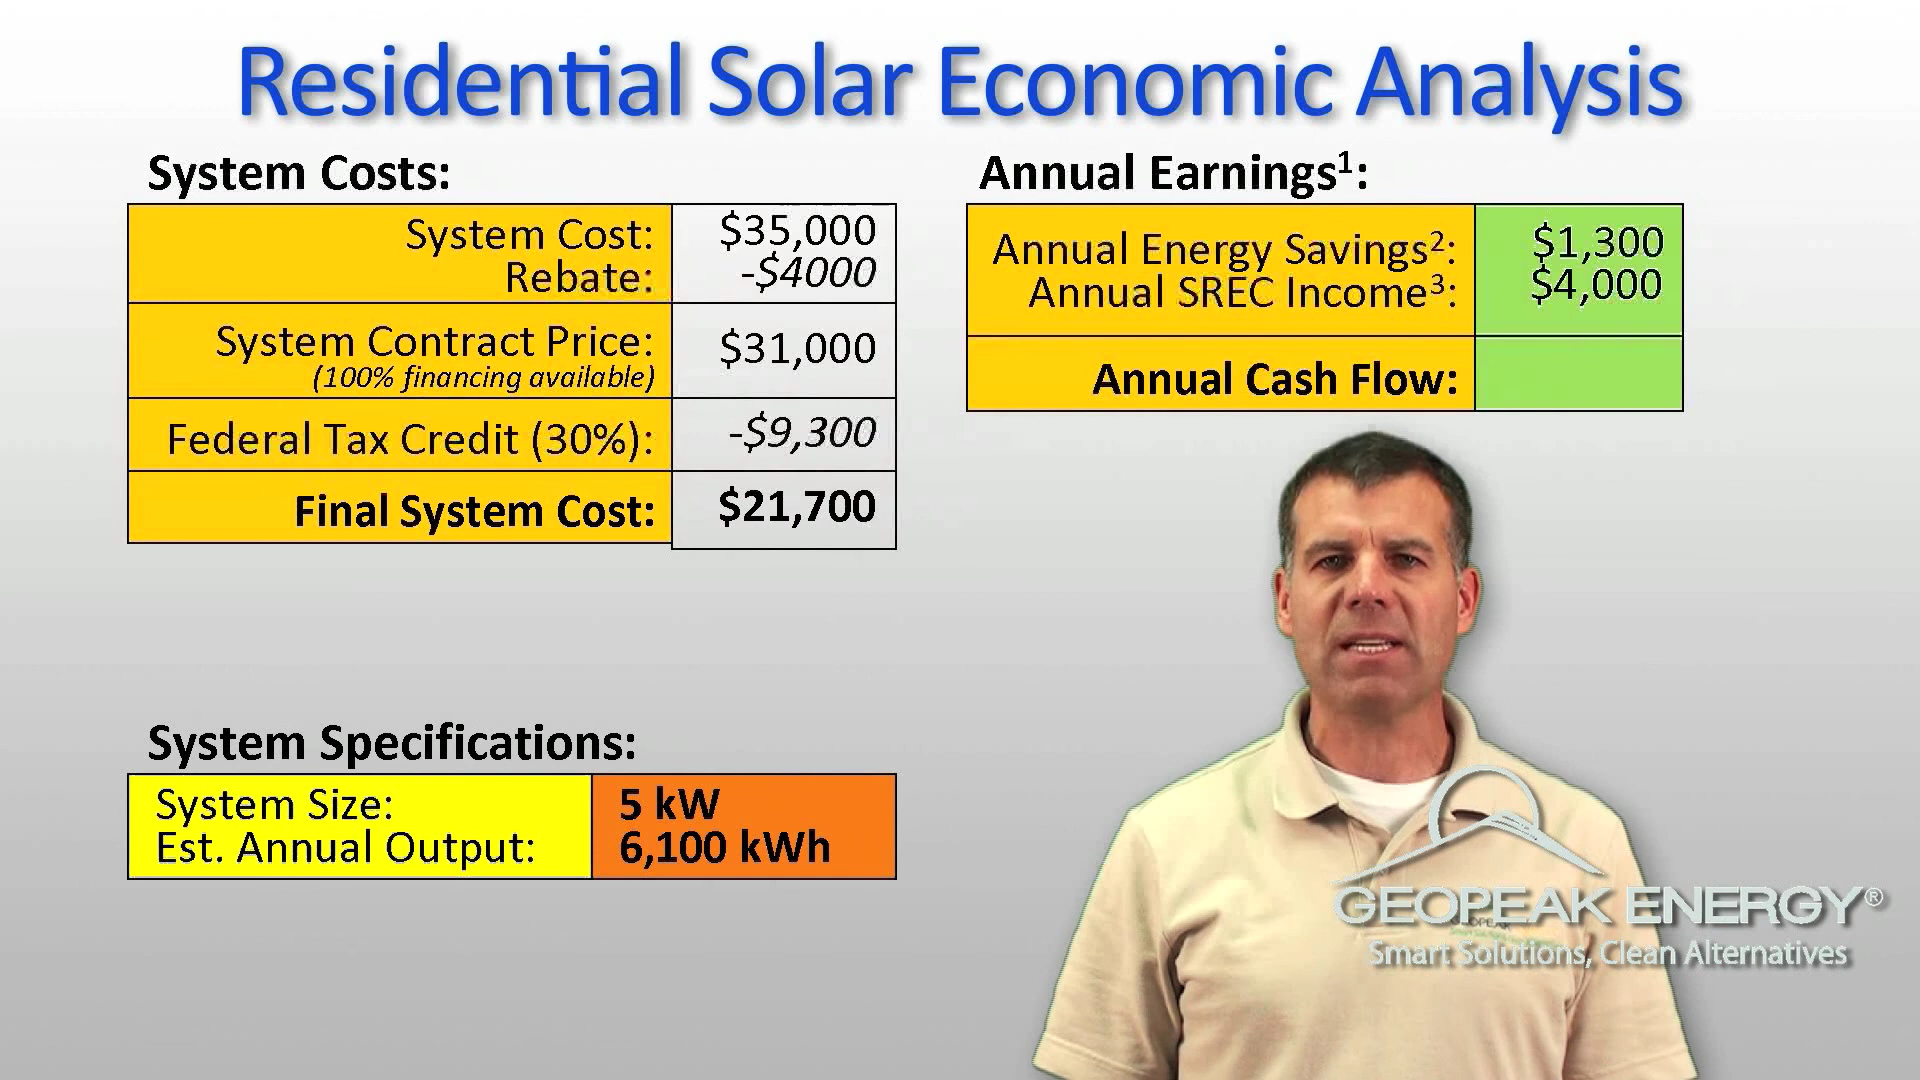 Residential Solar Economic Analysis
System Costs:
System Cost: $35,000
Rebate: -$4000
System Contract Price: $31,000
(100% financing available)
Federal Tax Credit (30%): -$9,300
Final System Cost: $21,700
Annual Earnings¹:
Annual Energy Savings²: $1,300
Annual SREC Income³: $4,000
Annual Cash Flow:
System Specifications:
System Size: 5 kW
Est. Annual Output: 6,100 kWh
GEOPEAK ENERGY®
Smart Solutions, Clean Alternatives
GEOPEAK